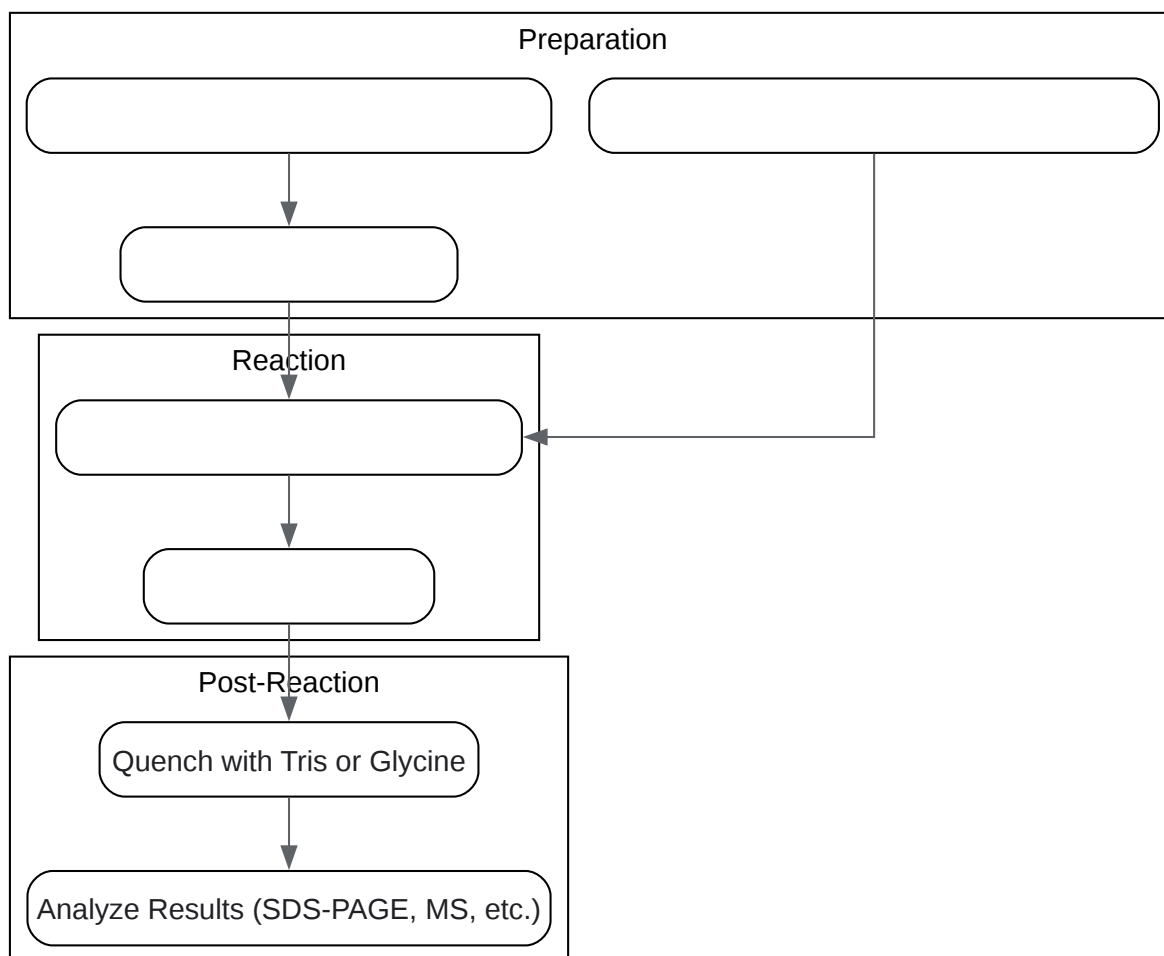 Preparation
Reaction
Post-Reaction
Quench with Tris or Glycine
Analyze Results (SDS-PAGE, MS, etc.)